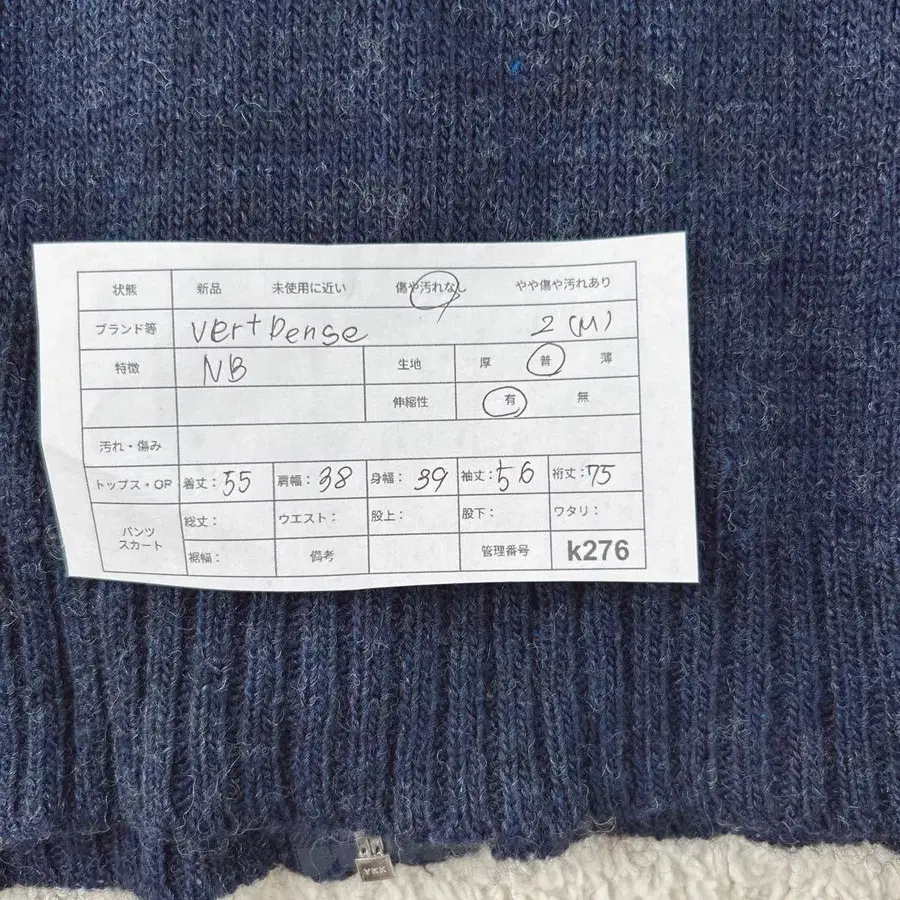 状態 新品 未使用に近い 傷や汚れなし やや傷や汚れあり
ブランド等 vert Dense 2 (M)
特徴 NB 生地 厚 普 薄
伸縮性 有 無
汚れ・傷み
トップス・OP 着丈：55 肩幅：38 身幅：39 袖丈：56 裄丈：75
パンツ スカート 総丈： ウエスト： 股上： 股下： ワタリ：
裾幅： 備考 管理番号 k276
YKK